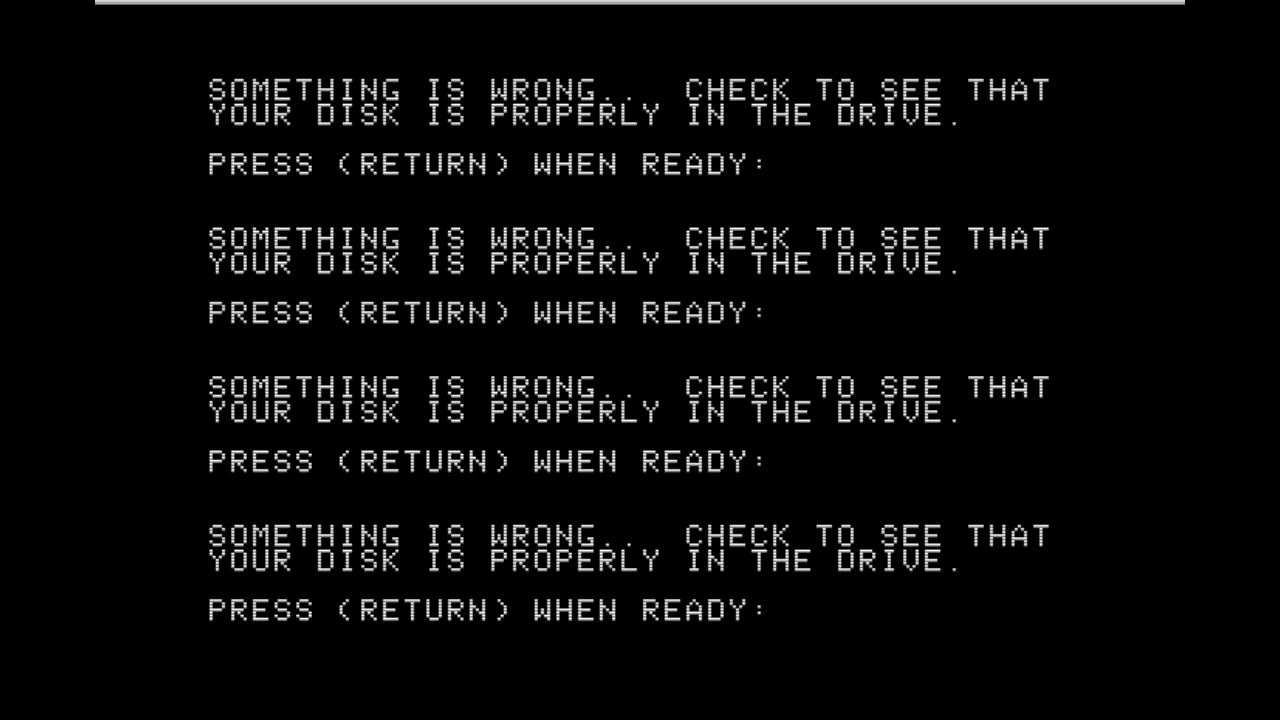 SOMETHING IS WRONG..  CHECK TO SEE THAT
YOUR DISK IS PROPERLY IN THE DRIVE.
PRESS (RETURN) WHEN READY:
SOMETHING IS WRONG..  CHECK TO SEE THAT
YOUR DISK IS PROPERLY IN THE DRIVE.
PRESS (RETURN) WHEN READY:
SOMETHING IS WRONG..  CHECK TO SEE THAT
YOUR DISK IS PROPERLY IN THE DRIVE.
PRESS (RETURN) WHEN READY:
SOMETHING IS WRONG..  CHECK TO SEE THAT
YOUR DISK IS PROPERLY IN THE DRIVE.
PRESS (RETURN) WHEN READY: